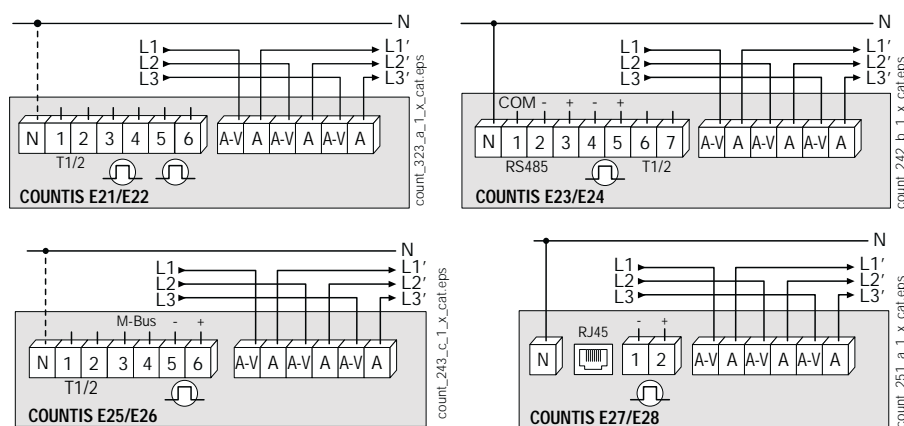 N
L1 L1′
L2 L2′
L3 L3′
N 1 2 3 4 5 6 A-V A A-V A A-V A
T1/2
COUNTIS E21/E22
count_323_a_1_x_cat.eps
N
L1 L1′
L2 L2′
L3 L3′
COM - + - +
N 1 2 3 4 5 6 7 A-V A A-V A A-V A
RS485 T1/2
COUNTIS E23/E24
count_242_b_1_x_cat.eps
N
L1 L1′
L2 L2′
L3 L3′
M-Bus - +
N 1 2 3 4 5 6 A-V A A-V A A-V A
T1/2
COUNTIS E25/E26
count_243_c_1_x_cat.eps
N
L1 L1′
L2 L2′
L3 L3′
RJ45 - +
N 1 2 A-V A A-V A A-V A
COUNTIS E27/E28
count_251_a_1_x_cat.eps